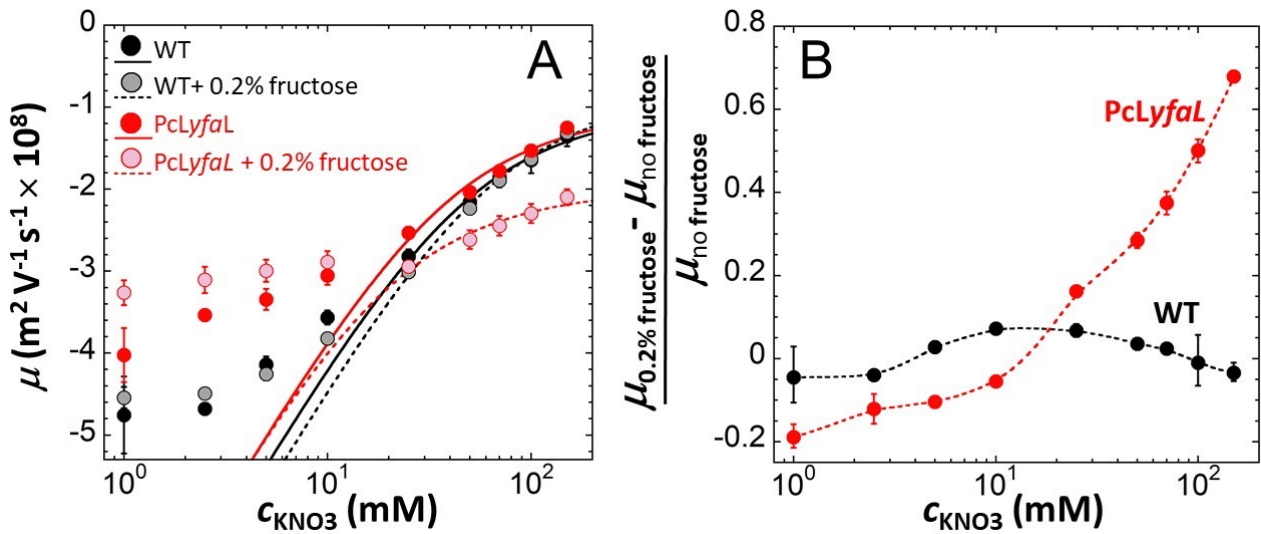 A
WT
WT+ 0.2% fructose
PcLyfaL
PcLyfaL + 0.2% fructose
0
-1
-2
-3
-4
-5
μ (m² V⁻¹ s⁻¹ × 10⁸)
10⁰ 10¹ 10²
cKNO3 (mM)
B
PcLyfaL
WT
0.8
0.6
0.4
0.2
0
-0.2
μ0.2% fructose - μno fructose
μno fructose
10⁰ 10¹ 10²
cKNO3 (mM)